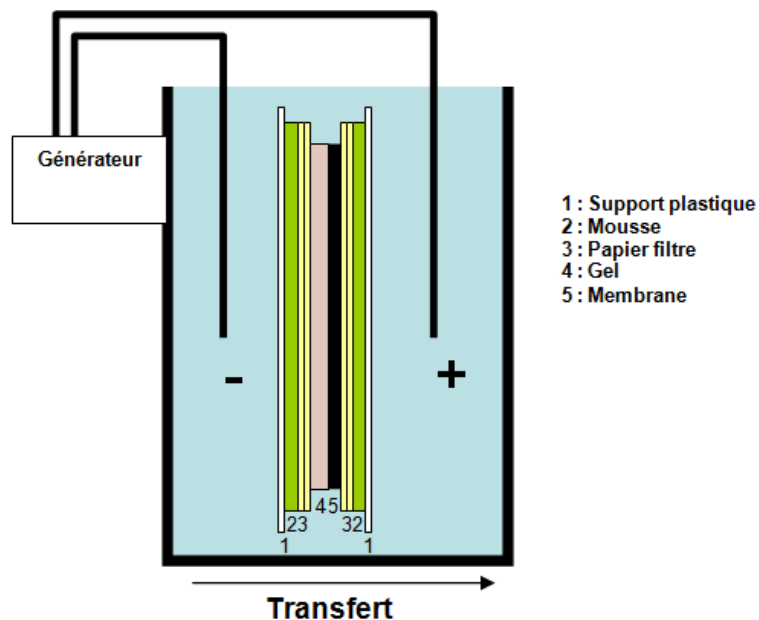 Générateur
1 : Support plastique
2 : Mousse
3 : Papier filtre
4 : Gel
5 : Membrane
- +
45
23 32
1 1
Transfert